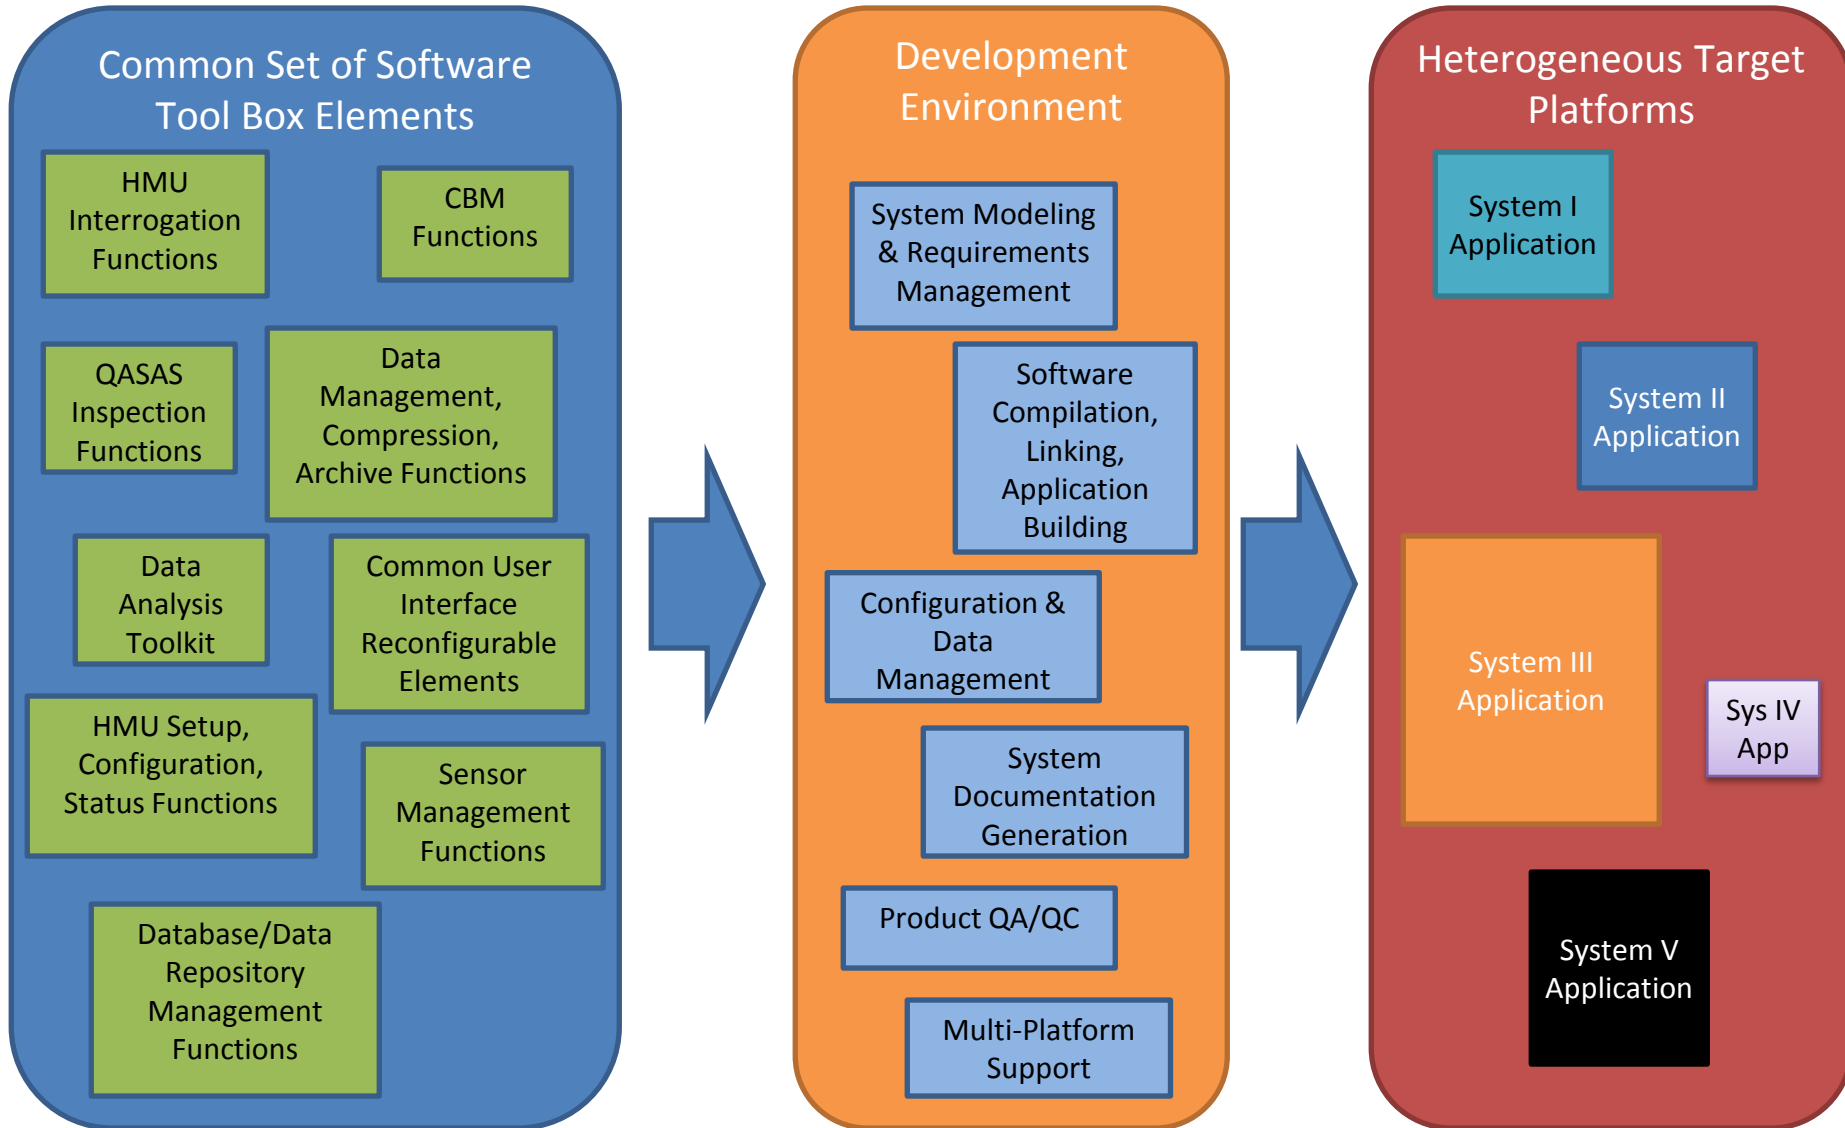 Common Set of Software
Tool Box Elements
HMU
Interrogation
Functions
CBM
Functions
QASAS
Inspection
Functions
Data
Management,
Compression,
Archive Functions
Data
Analysis
Toolkit
Common User
Interface
Reconfigurable
Elements
HMU Setup,
Configuration,
Status Functions
Sensor
Management
Functions
Database/Data
Repository
Management
Functions
Development
Environment
System Modeling
& Requirements
Management
Software
Compilation,
Linking,
Application
Building
Configuration &
Data
Management
System
Documentation
Generation
Product QA/QC
Multi-Platform
Support
Heterogeneous Target
Platforms
System I
Application
System II
Application
System III
Application
Sys IV
App
System V
Application